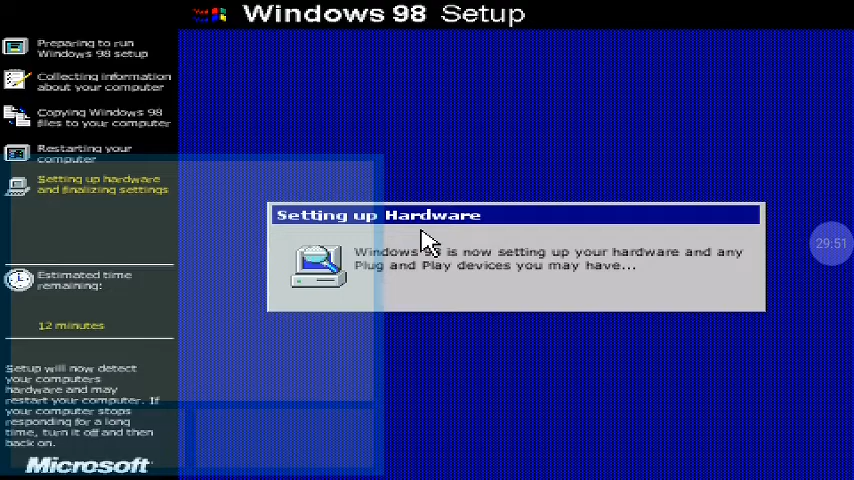 Windows 98 Setup
Preparing to run
Windows 98 setup
Collecting information
about your computer
Copying Windows 98
files to your computer
Restarting your
computer
Setting up hardware
and finalizing settings
Estimated time
remaining:
12 minutes
Setup will now detect
your computers
hardware and may
restart your computer. If
your computer stops
responding for a long
time, turn it off and then
back on.
Microsoft
Setting up Hardware
Windows 98 is now setting up your hardware and any
Plug and Play devices you may have...
29:51